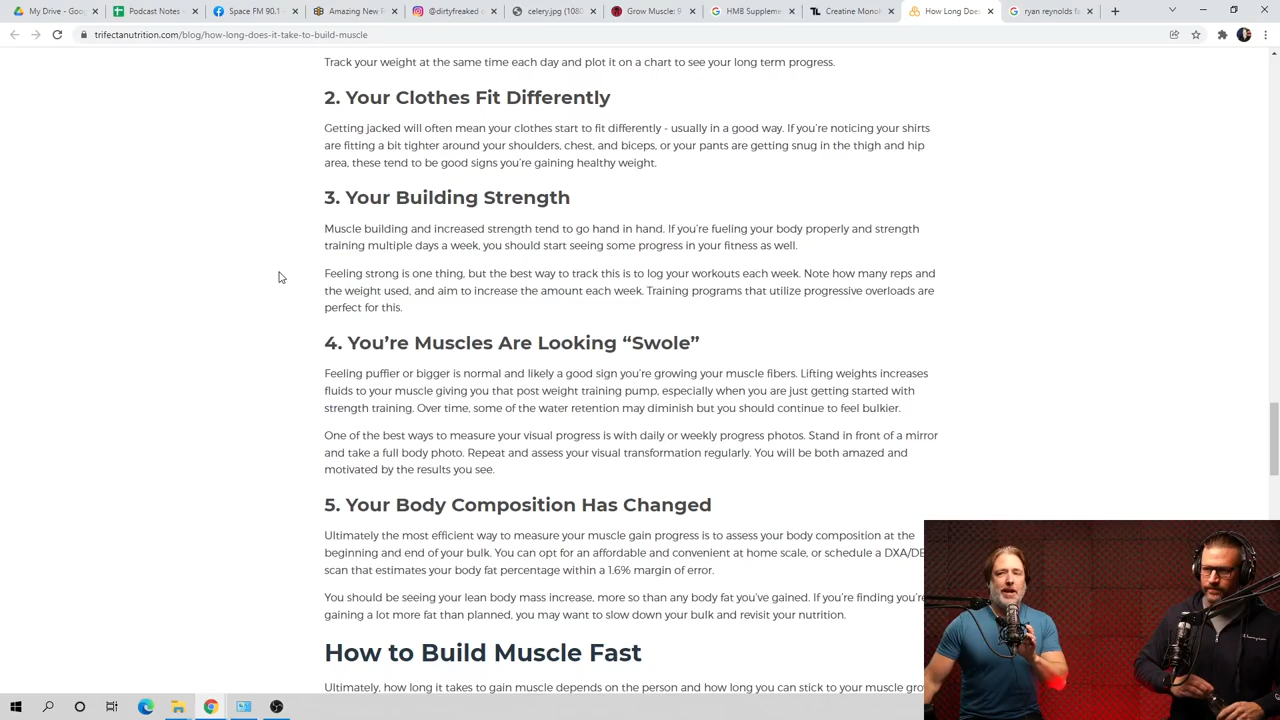 My Drive - Goog
Podcast Notes -
Space FM 90.1 -
Amazing New F
@dirtyfreaked o
celery.jpg (1080
Grow Muscle: 9
HMB Suppleme
Creatine Monoh
How Long Does
ryan reynolds fa
trifectanutrition.com/blog/how-long-does-it-take-to-build-muscle
Track your weight at the same time each day and plot it on a chart to see your long term progress.
2. Your Clothes Fit Differently
Getting jacked will often mean your clothes start to fit differently - usually in a good way. If you're noticing your shirts
are fitting a bit tighter around your shoulders, chest, and biceps, or your pants are getting snug in the thigh and hip
area, these tend to be good signs you're gaining healthy weight.
3. Your Building Strength
Muscle building and increased strength tend to go hand in hand. If you're fueling your body properly and strength
training multiple days a week, you should start seeing some progress in your fitness as well.
Feeling strong is one thing, but the best way to track this is to log your workouts each week. Note how many reps and
the weight used, and aim to increase the amount each week. Training programs that utilize progressive overloads are
perfect for this.
4. You're Muscles Are Looking “Swole”
Feeling puffier or bigger is normal and likely a good sign you're growing your muscle fibers. Lifting weights increases
fluids to your muscle giving you that post weight training pump, especially when you are just getting started with
strength training. Over time, some of the water retention may diminish but you should continue to feel bulkier.
One of the best ways to measure your visual progress is with daily or weekly progress photos. Stand in front of a mirror
and take a full body photo. Repeat and assess your visual transformation regularly. You will be both amazed and
motivated by the results you see.
5. Your Body Composition Has Changed
Ultimately the most efficient way to measure your muscle gain progress is to assess your body composition at the
beginning and end of your bulk. You can opt for an affordable and convenient at home scale, or schedule a DXA/DE
scan that estimates your body fat percentage within a 1.6% margin of error.
You should be seeing your lean body mass increase, more so than any body fat you've gained. If you're finding you're
gaining a lot more fat than planned, you may want to slow down your bulk and revisit your nutrition.
How to Build Muscle Fast
Ultimately, how long it takes to gain muscle depends on the person and how long you can stick to your muscle gro